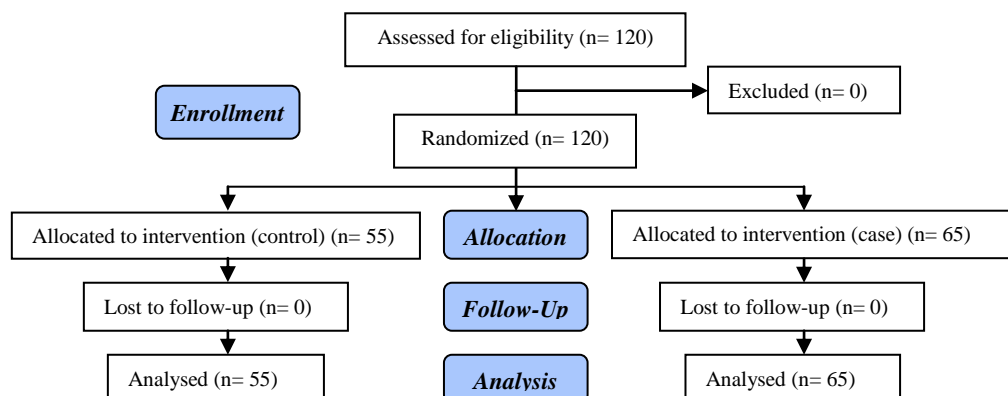 Assessed for eligibility (n= 120)
Excluded (n= 0)
Enrollment
Randomized (n= 120)
Allocated to intervention (control) (n= 55)
Allocation
Allocated to intervention (case) (n= 65)
Lost to follow-up (n= 0)
Follow-Up
Lost to follow-up (n= 0)
Analysed (n= 55)
Analysis
Analysed (n= 65)